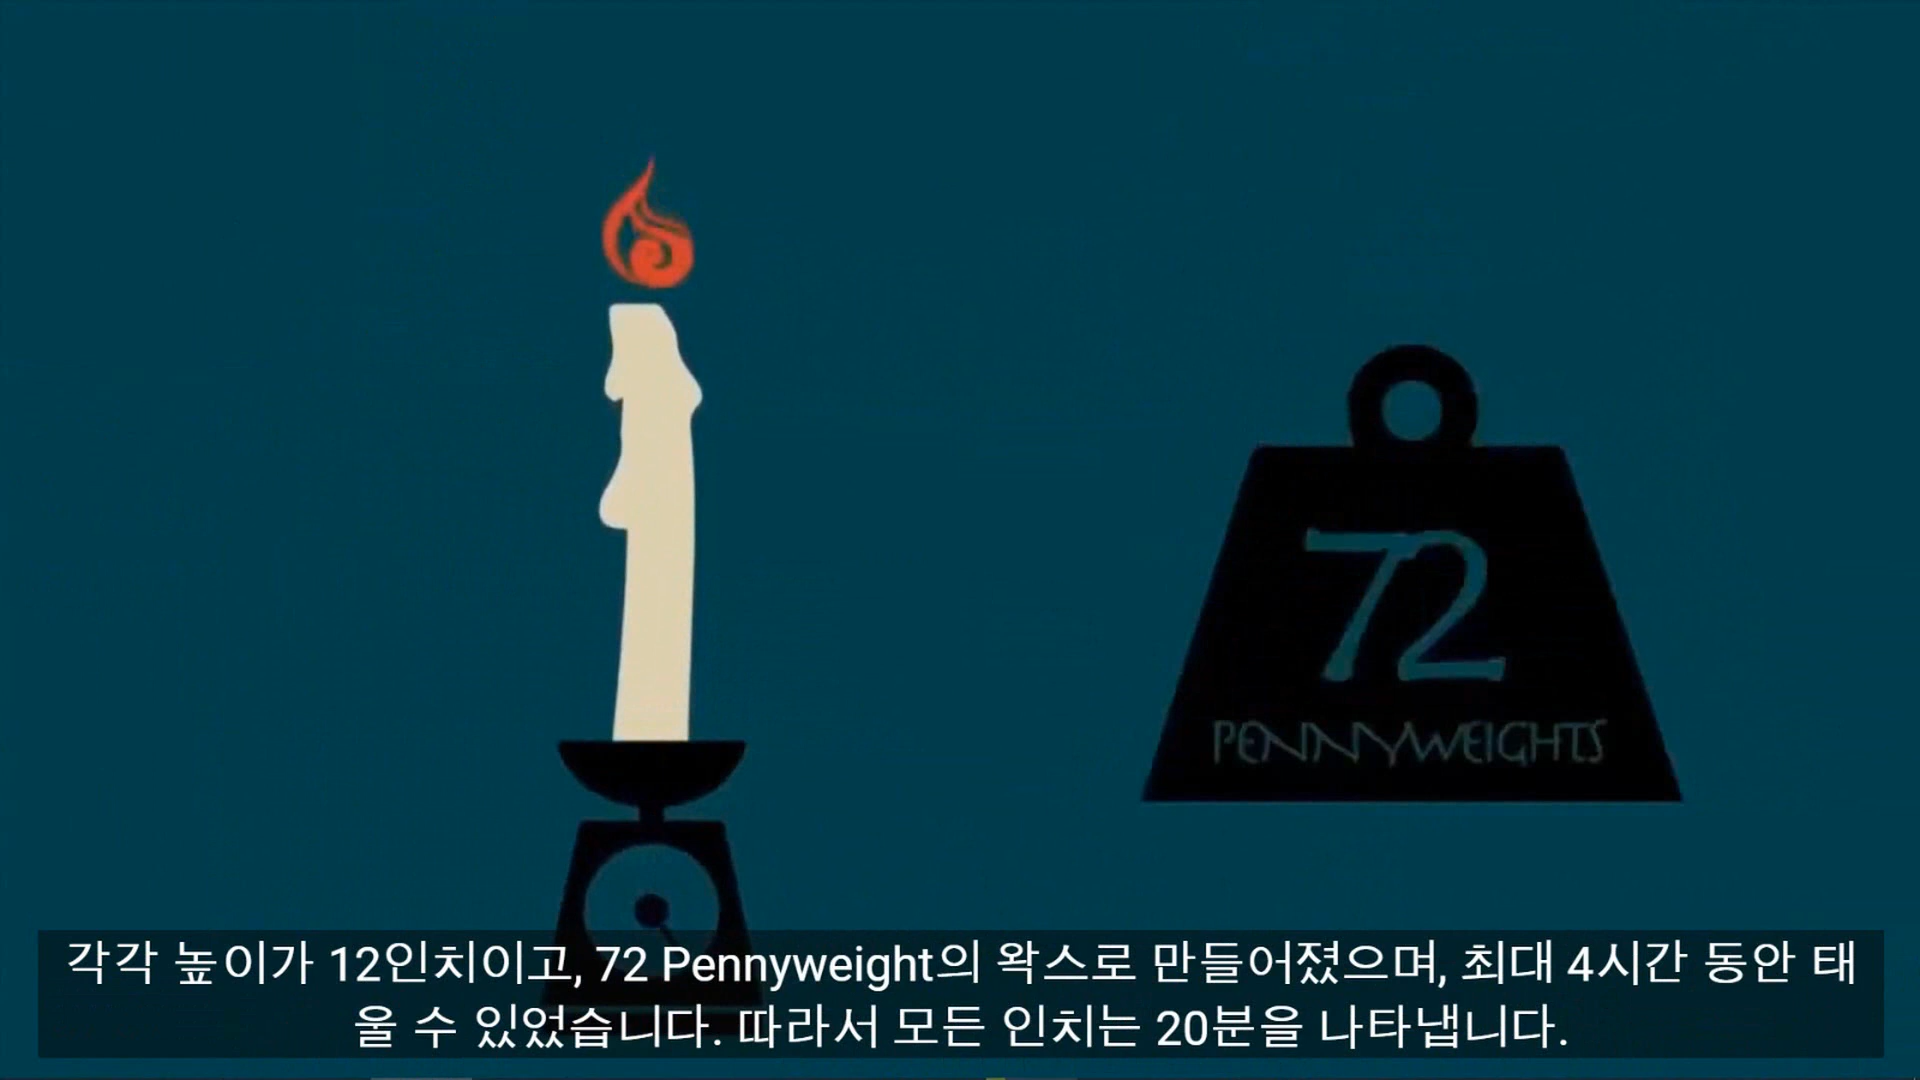 72
PENNYWEIGHTS
각각 높이가 12인치이고, 72 Pennyweight의 왁스로 만들어졌으며, 최대 4시간 동안 태
울 수 있었습니다. 따라서 모든 인치는 20분을 나타냅니다.